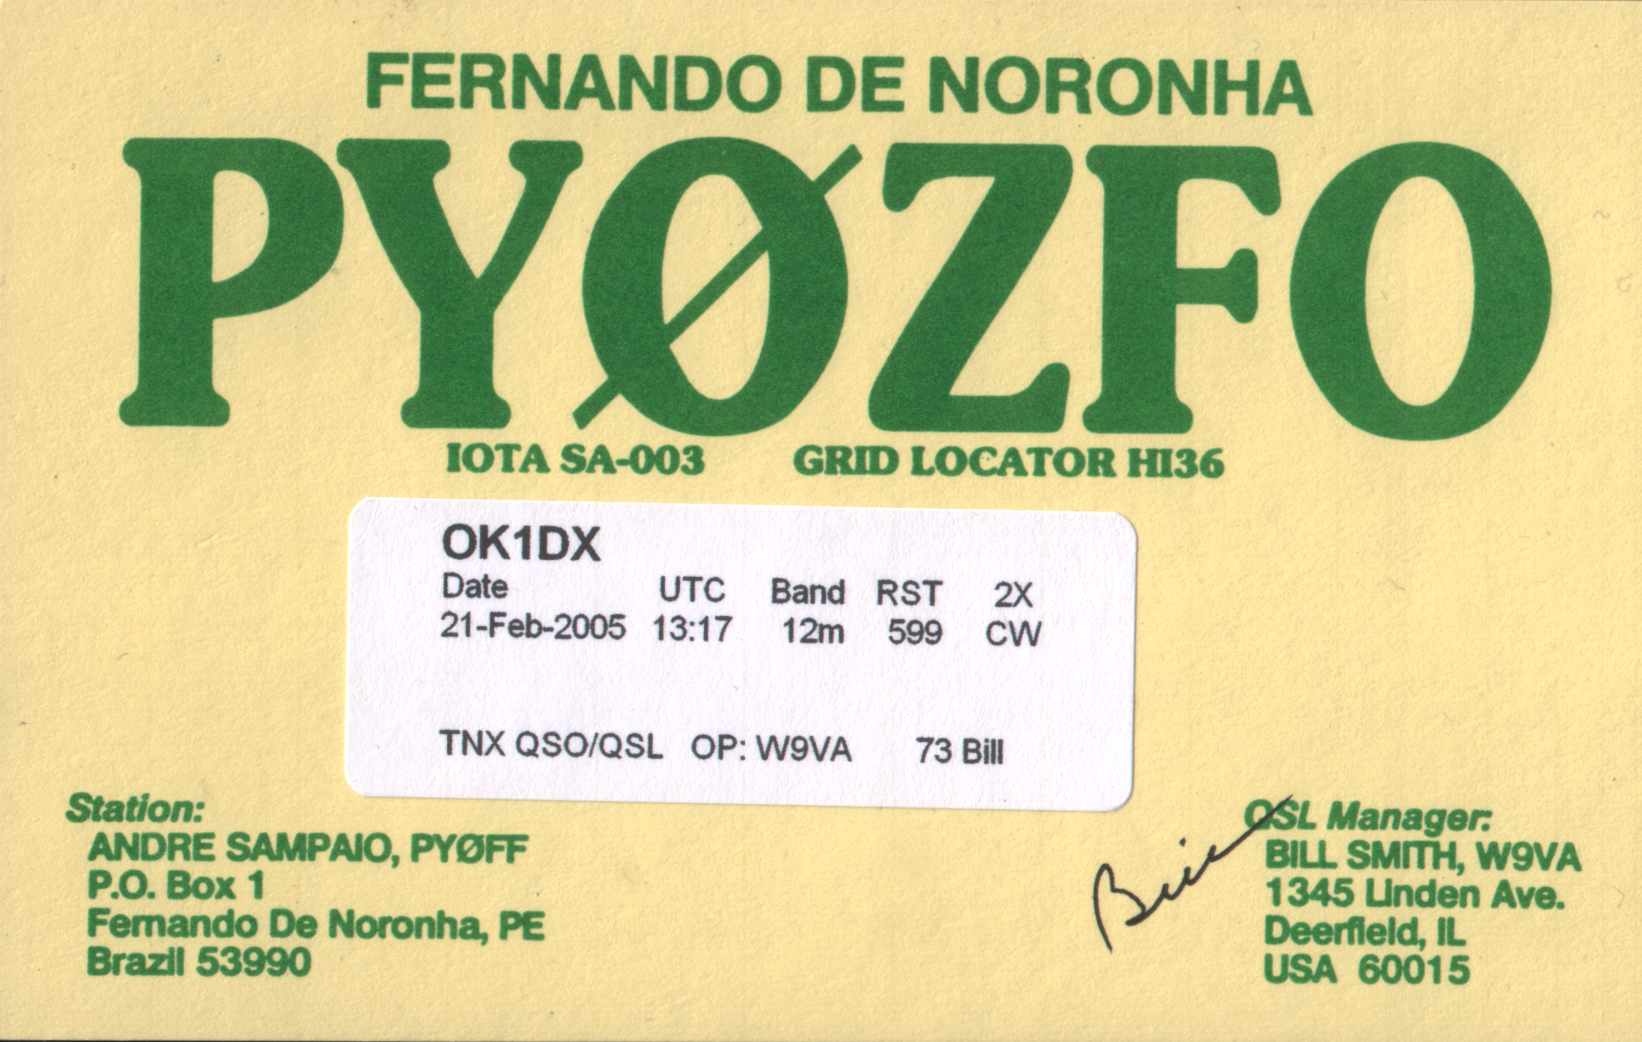 FERNANDO DE NORONHA
PYØZFO
IOTA SA-003 GRID LOCATOR HI36
OK1DX
Date UTC Band RST 2X
21-Feb-2005 13:17 12m 599 CW
TNX QSO/QSL OP: W9VA 73 Bill
Station:
ANDRE SAMPAIO, PYØFF
P.O. Box 1
Fernando De Noronha, PE
Brazil 53990
Bill
QSL Manager:
BILL SMITH, W9VA
1345 Linden Ave.
Deerfield, IL
USA 60015